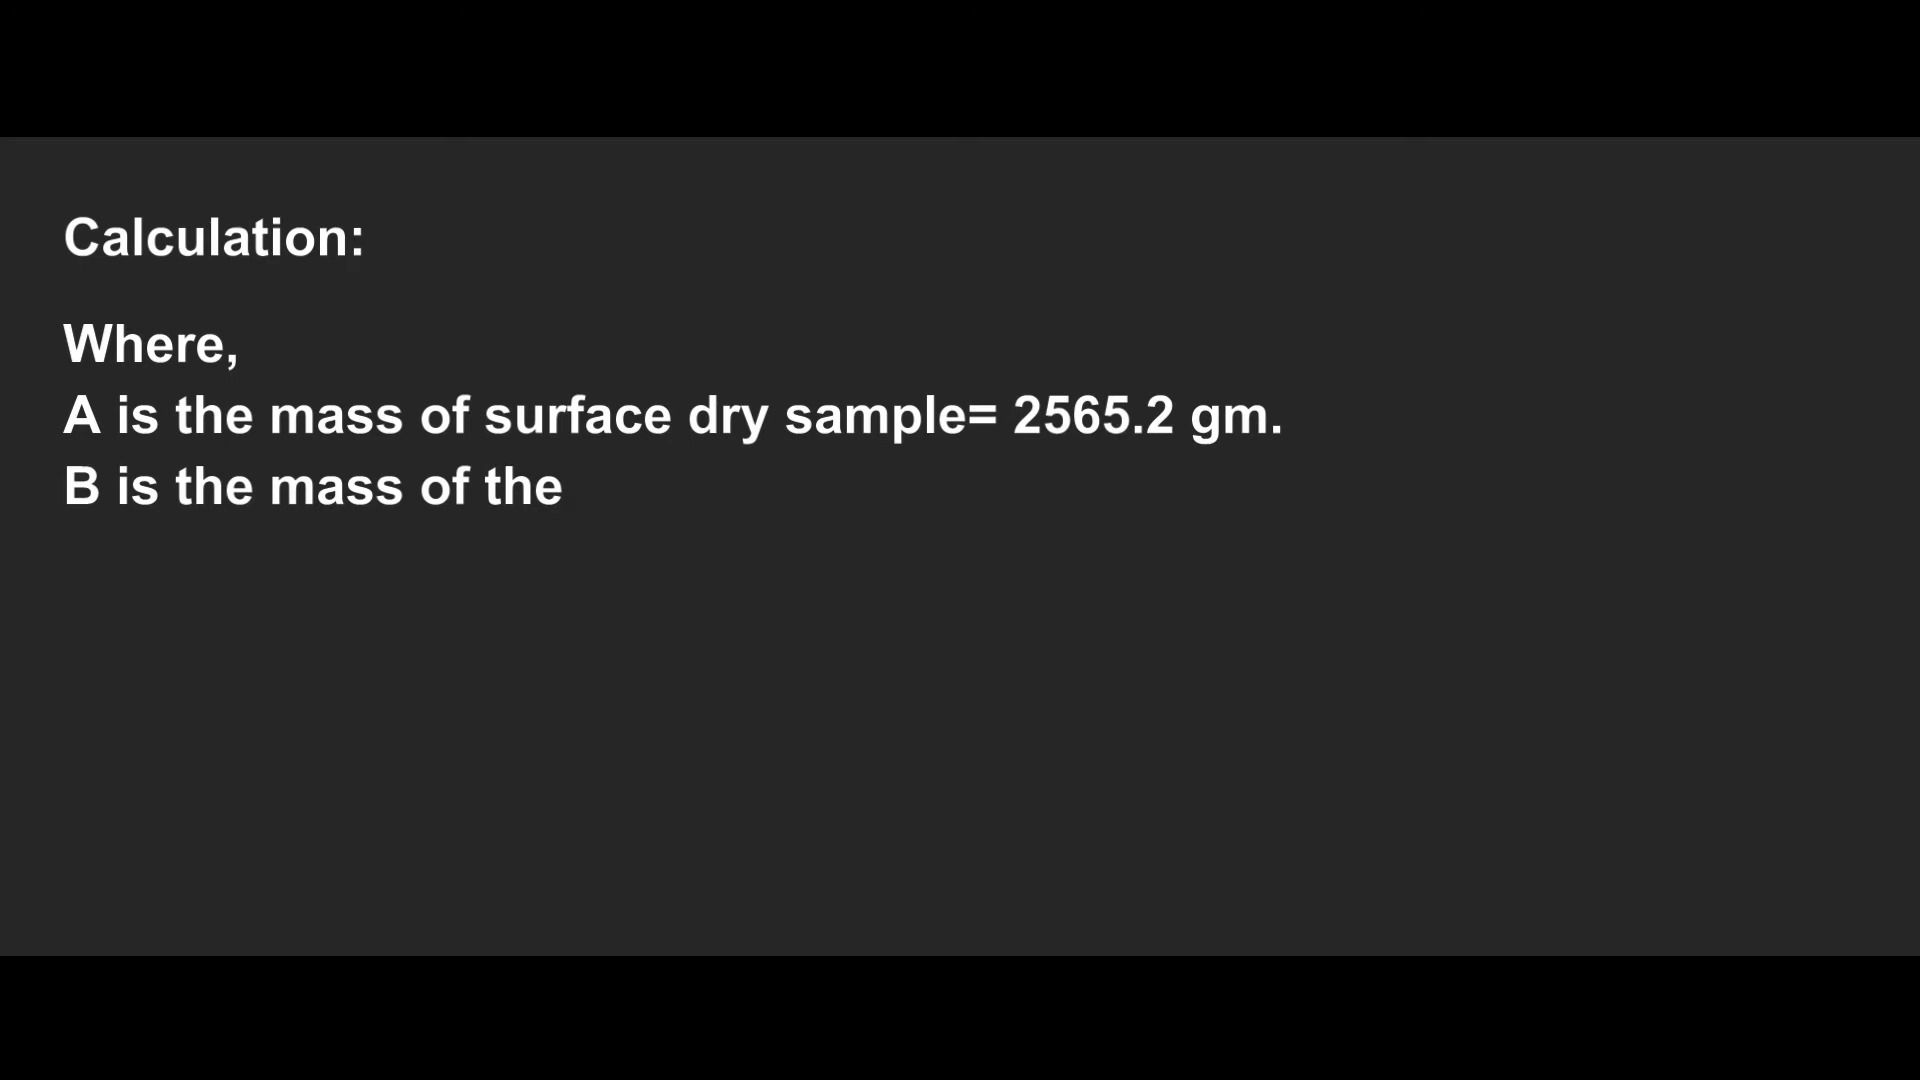 Calculation:
Where,
A is the mass of surface dry sample= 2565.2 gm.
B is the mass of the